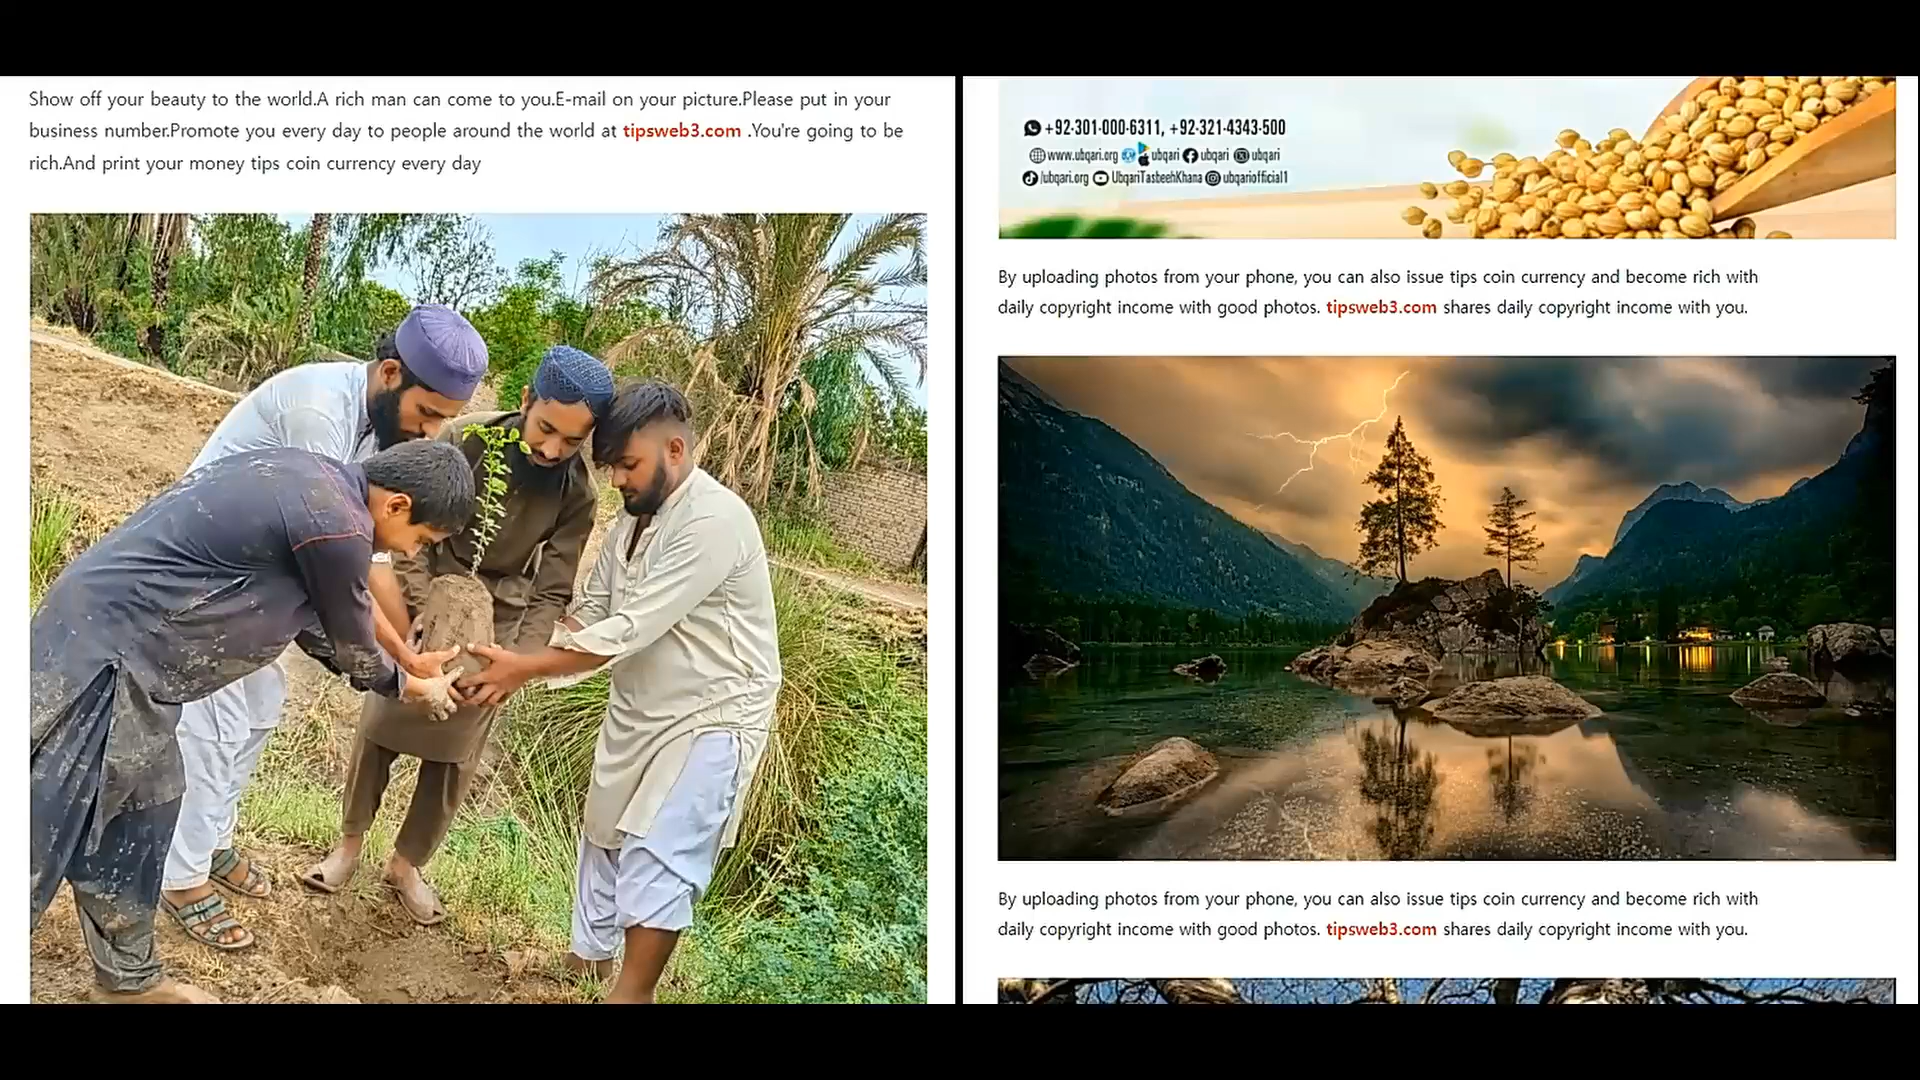 Show off your beauty to the world.A rich man can come to you.E-mail on your picture.Please put in your
business number.Promote you every day to people around the world at tipsweb3.com .You're going to be
rich.And print your money tips coin currency every day
+92-301-000-6311, +92-321-4343-500
www.ubqari.org ubqari ubqari ubqari
/ubqari.org UbqariTasbeehKhana ubqariofficial1
By uploading photos from your phone, you can also issue tips coin currency and become rich with
daily copyright income with good photos. tipsweb3.com shares daily copyright income with you.
By uploading photos from your phone, you can also issue tips coin currency and become rich with
daily copyright income with good photos. tipsweb3.com shares daily copyright income with you.